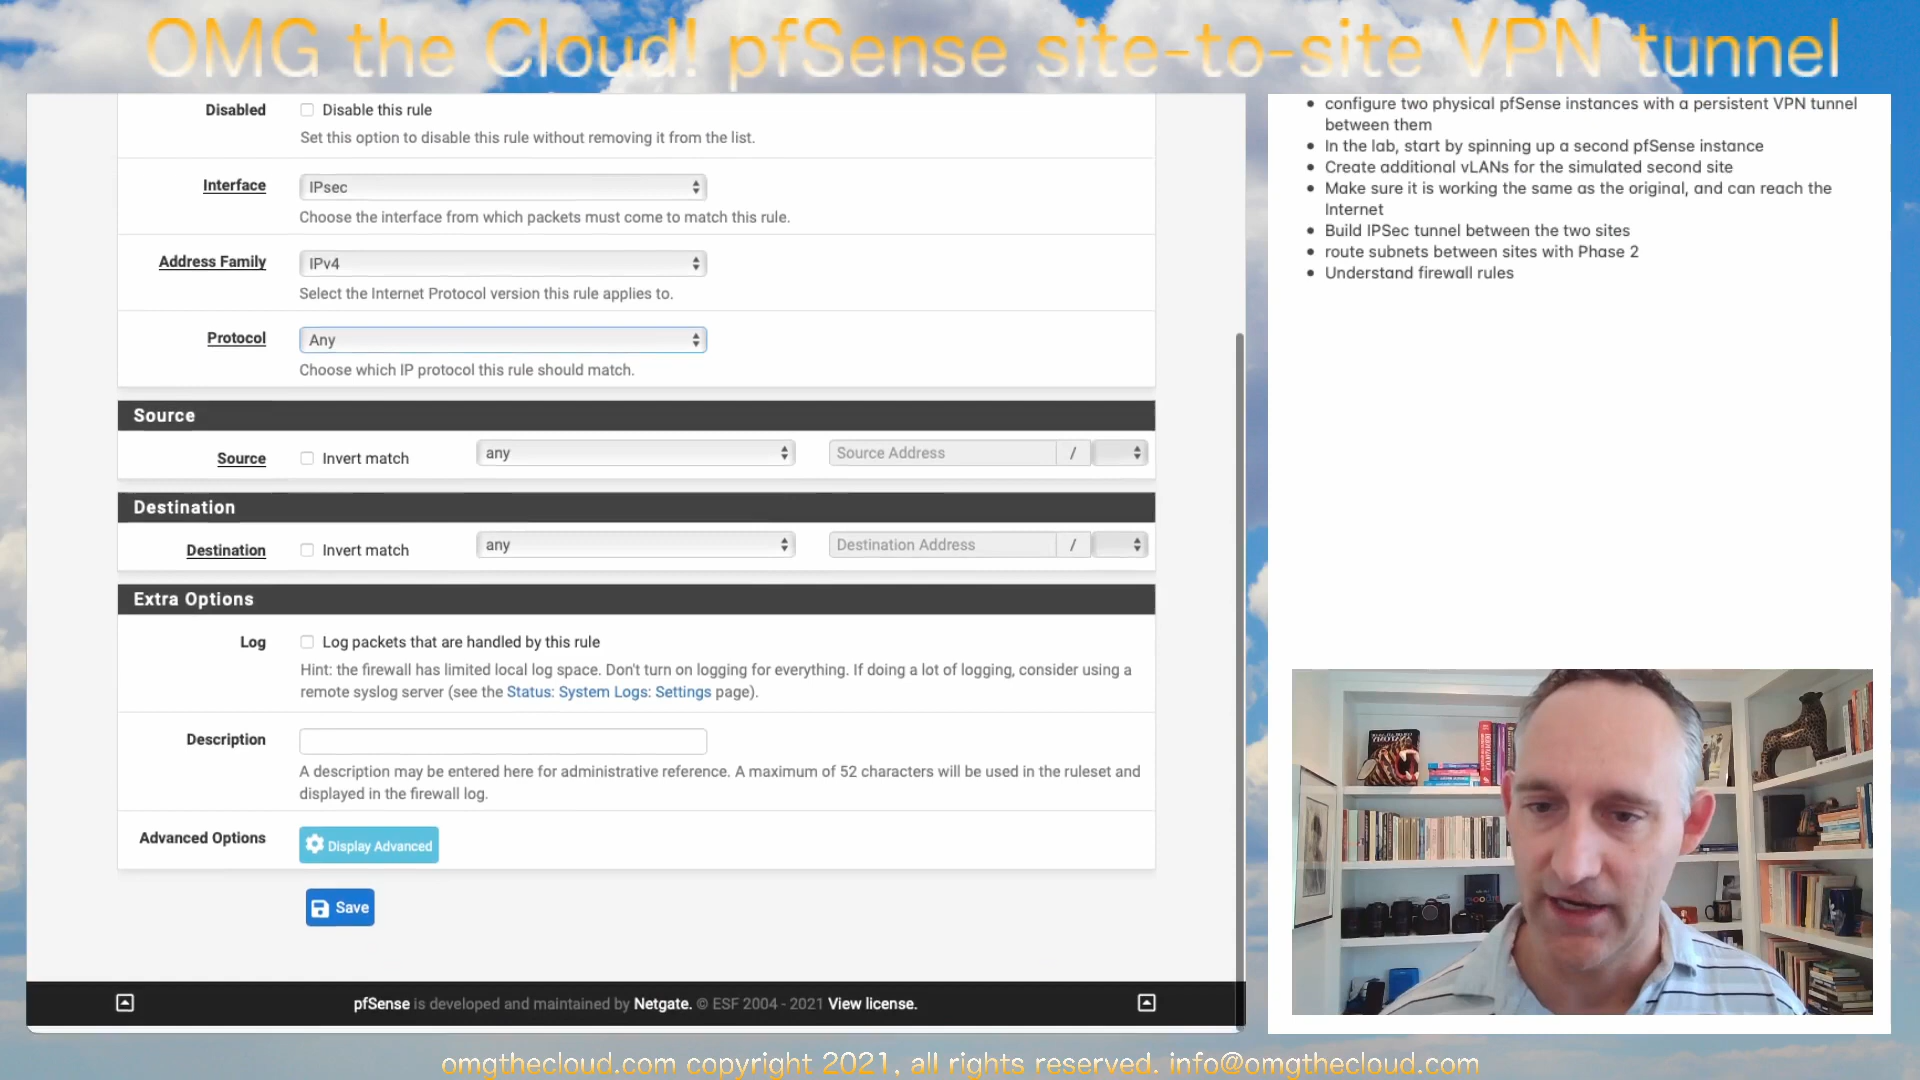 OMG the Cloud! pfSense site-to-site VPN tunnel
Disabled
Disable this rule
Set this option to disable this rule without removing it from the list.
Interface
IPsec
Choose the interface from which packets must come to match this rule.
Address Family
IPv4
Select the Internet Protocol version this rule applies to.
Protocol
Any
Choose which IP protocol this rule should match.
Source
Source
Invert match
any
Source Address
/
Destination
Destination
Invert match
any
Destination Address
/
Extra Options
Log
Log packets that are handled by this rule
Hint: the firewall has limited local log space. Don't turn on logging for everything. If doing a lot of logging, consider using a
remote syslog server (see the Status: System Logs: Settings page).
Description
A description may be entered here for administrative reference. A maximum of 52 characters will be used in the ruleset and
displayed in the firewall log.
Advanced Options
Display Advanced
Save
pfSense is developed and maintained by Netgate. © ESF 2004 - 2021 View license.
• configure two physical pfSense instances with a persistent VPN tunnel
between them
• In the lab, start by spinning up a second pfSense instance
• Create additional vLANs for the simulated second site
• Make sure it is working the same as the original, and can reach the
Internet
• Build IPSec tunnel between the two sites
• route subnets between sites with Phase 2
• Understand firewall rules
omgthecloud.com copyright 2021, all rights reserved. info@omgthecloud.com